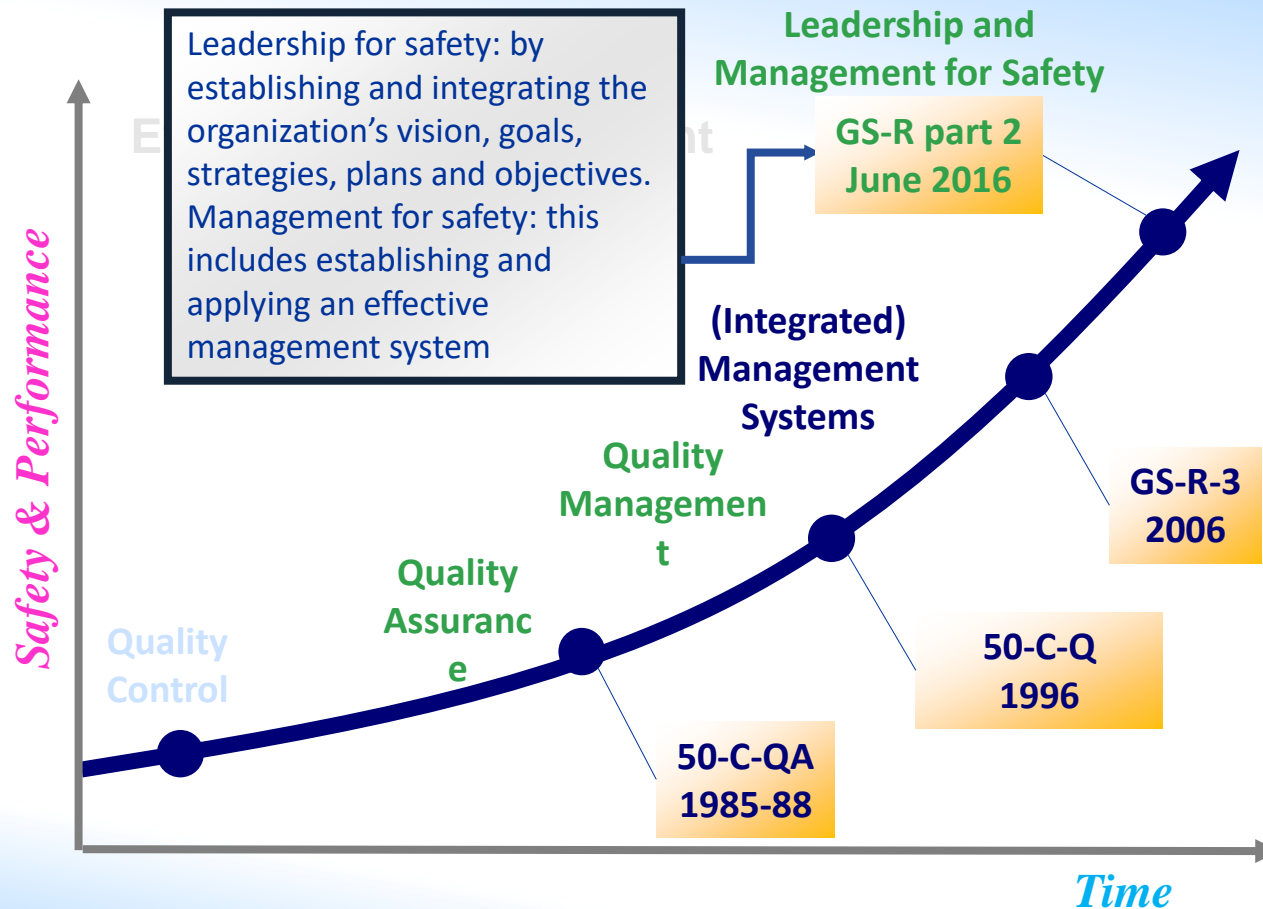 Leadership for safety: by
establishing and integrating the
organization’s vision, goals,
strategies, plans and objectives.
Management for safety: this
includes establishing and
applying an effective
management system
Leadership and
Management for Safety
GS-R part 2
June 2016
(Integrated)
Management
Systems
GS-R-3
2006
Quality
Managemen
t
50-C-Q
1996
Quality
Assuranc
e
50-C-QA
1985-88
Quality
Control
Safety & Performance
Time